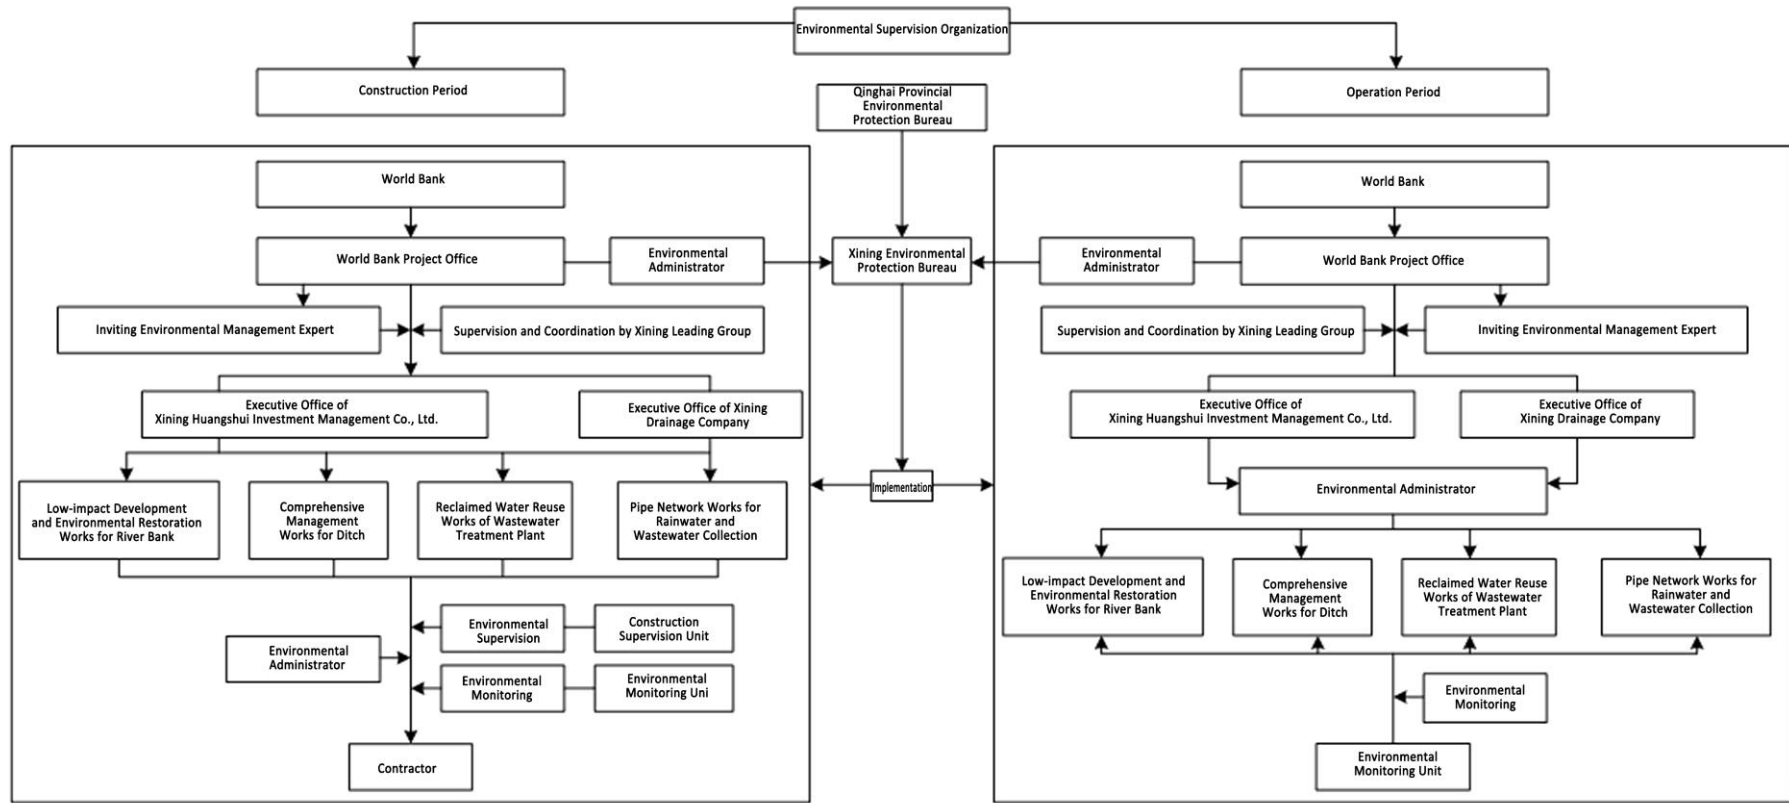 Environmental Supervision Organization
Construction Period
Operation Period
Qinghai Provincial
Environmental
Protection Bureau
World Bank
World Bank Project Office
Environmental
Administrator
Inviting Environmental Management Expert
Supervision and Coordination by Xining Leading Group
Executive Office of
Xining Huangshui Investment Management Co., Ltd.
Executive Office of Xining
Drainage Company
Low-impact Development
and Environmental Restoration
Works for River Bank
Comprehensive
Management
Works for Ditch
Reclaimed Water Reuse
Works of Wastewater
Treatment Plant
Pipe Network Works for
Rainwater and
Wastewater Collection
Environmental
Supervision
Construction
Supervision Unit
Environmental
Administrator
Environmental
Monitoring
Environmental
Monitoring Uni
Contractor
Xining Environmental
Protection Bureau
Implementation
World Bank
Environmental
Administrator
World Bank Project Office
Supervision and Coordination by Xining Leading Group
Inviting Environmental Management Expert
Executive Office of
Xining Huangshui Investment Management Co., Ltd.
Executive Office of
Xining Drainage Company
Environmental Administrator
Low-impact Development and
Environmental Restoration
Works for River Bank
Comprehensive
Management
Works for Ditch
Reclaimed Water Reuse
Works of Wastewater
Treatment Plant
Pipe Network Works for
Rainwater and
Wastewater Collection
Environmental
Monitoring
Environmental
Monitoring Unit